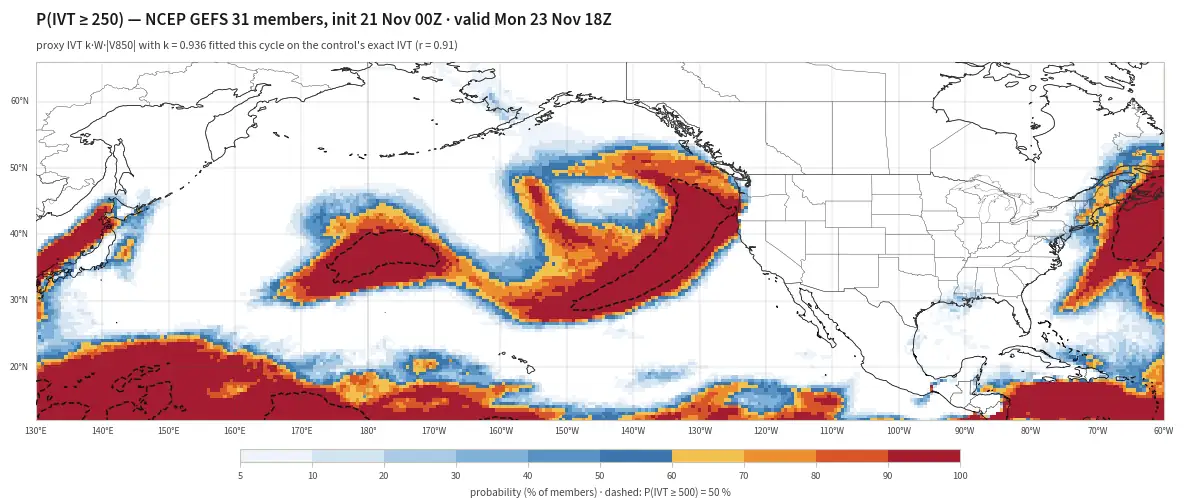 P(IVT ≥ 250) — NCEP GEFS 31 members, init 21 Nov 00Z · valid Mon 23 Nov 18Z
proxy IVT k·W·|V850| with k = 0.936 fitted this cycle on the control's exact IVT (r = 0.91)
60°N
50°N
40°N
30°N
20°N
130°E 140°E 150°E 160°E 170°E 180° 170°W 160°W 150°W 140°W 130°W 120°W 110°W 100°W 90°W 80°W 70°W 60°W
5 10 20 30 40 50 60 70 80 90 100
probability (% of members) · dashed: P(IVT ≥ 500) = 50 %